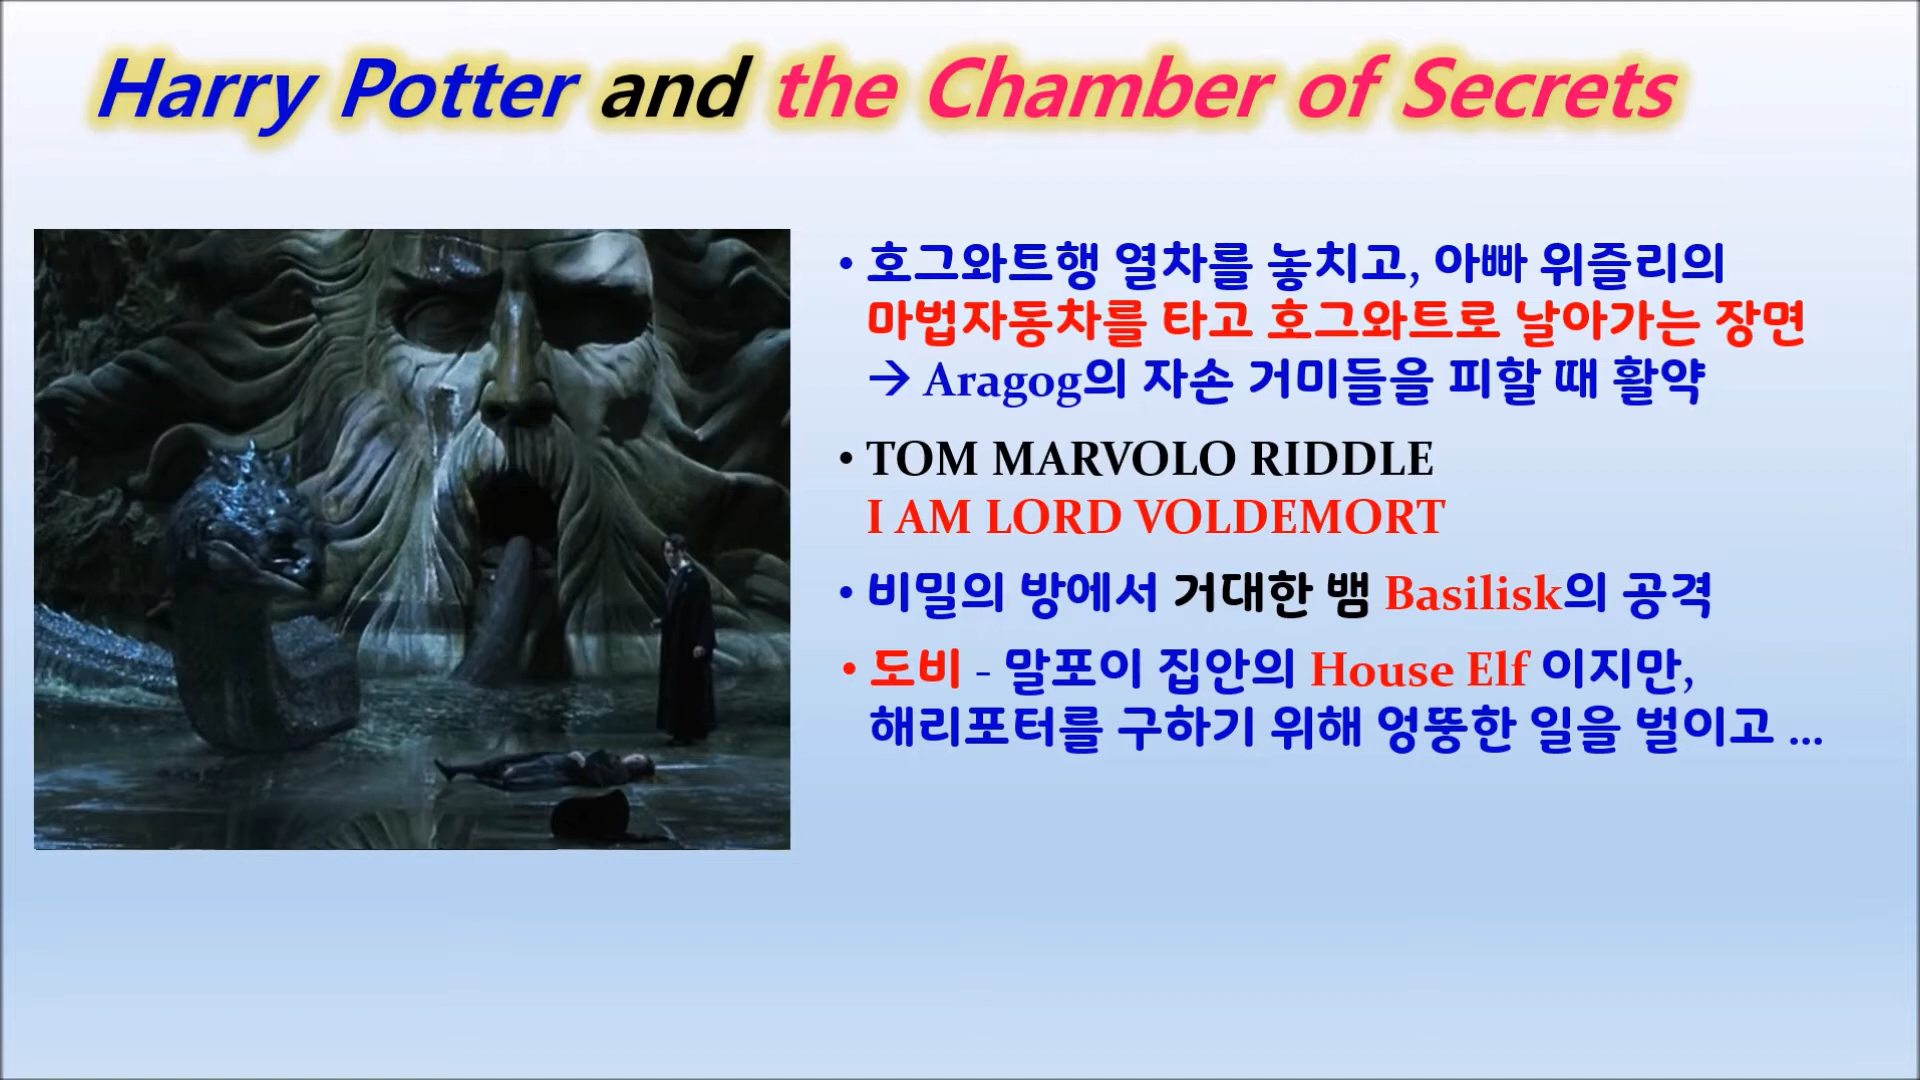 Harry Potter and the Chamber of Secrets
• 호그와트행 열차를 놓치고, 아빠 위즐리의
마법자동차를 타고 호그와트로 날아가는 장면
→ Aragog의 자손 거미들을 피할 때 활약
• TOM MARVOLO RIDDLE
I AM LORD VOLDEMORT
• 비밀의 방에서 거대한 뱀 Basilisk의 공격
• 도비 - 말포이 집안의 House Elf 이지만,
해리포터를 구하기 위해 엉뚱한 일을 벌이고 ...